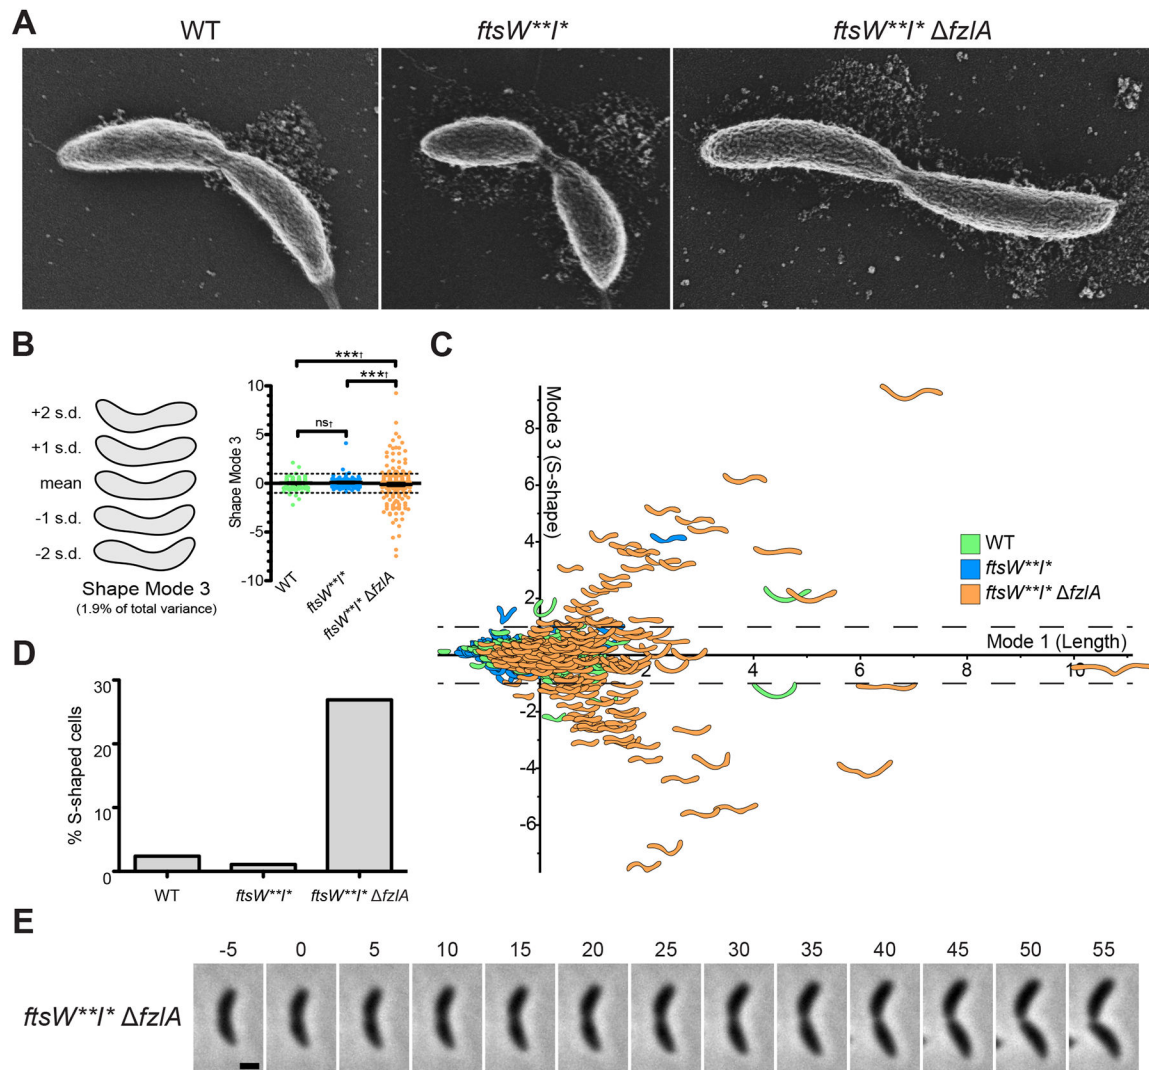 A
WT
ftsW**I*
ftsW**I* ΔfzlA
B
+2 s.d.
+1 s.d.
mean
-1 s.d.
-2 s.d.
Shape Mode 3
(1.9% of total variance)
Shape Mode 3
10
5
0
-5
-10
***†
***†
ns†
WT
ftsW**I*
ftsW**I* ΔfzlA
C
Mode 3 (S-shape)
8
6
4
2
-2
-4
-6
Mode 1 (Length)
2
4
6
8
10
WT
ftsW**I*
ftsW**I* ΔfzlA
D
% S-shaped cells
30
20
10
0
WT
ftsW**I*
ftsW**I* ΔfzlA
E
ftsW**I* ΔfzlA
-5 0 5 10 15 20 25 30 35 40 45 50 55